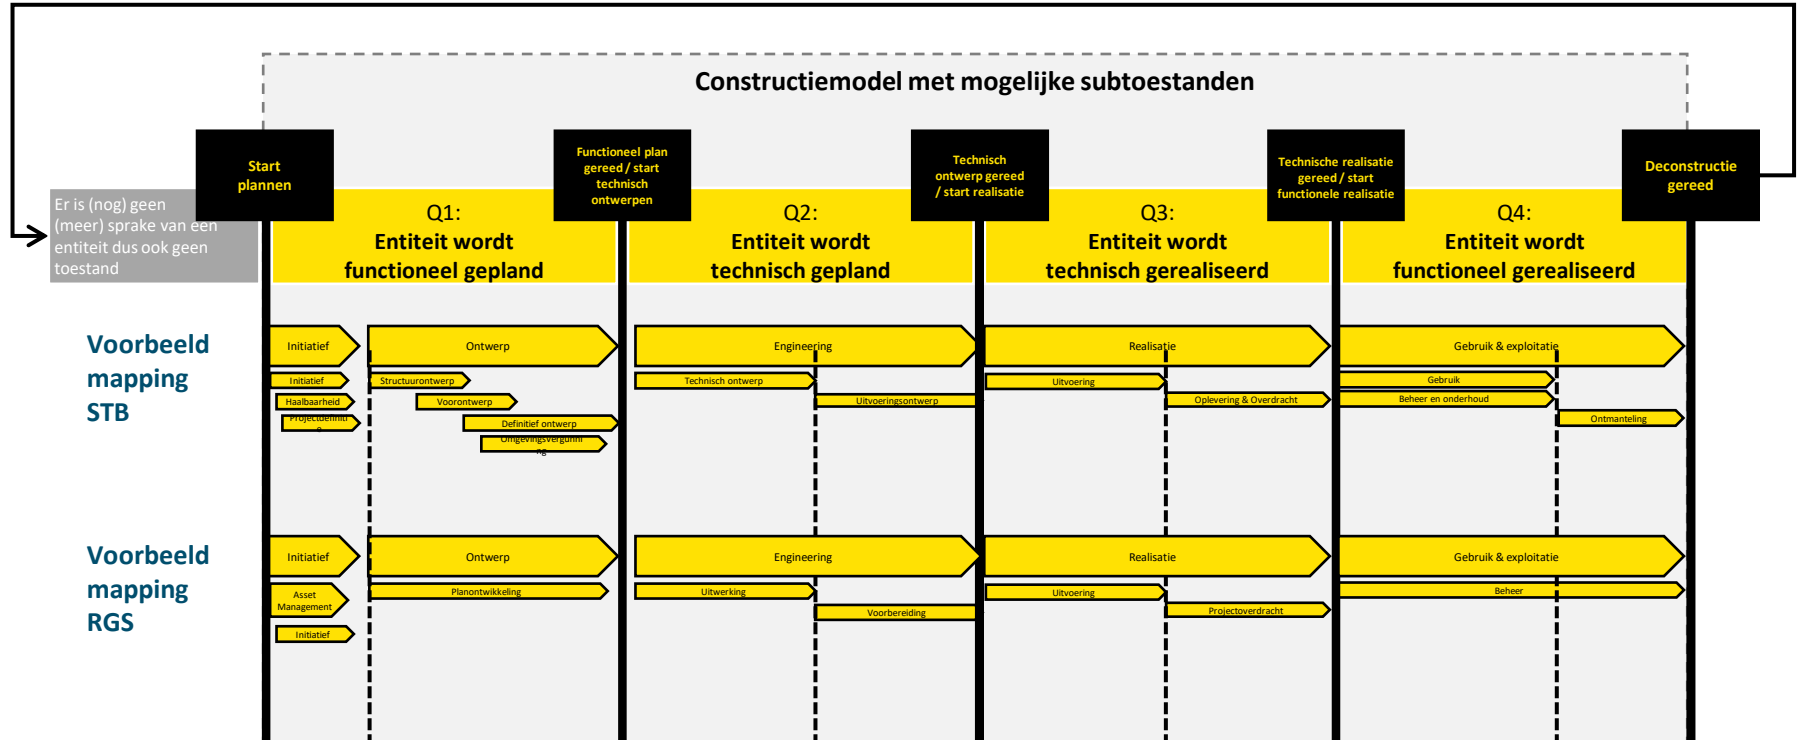 Constructiemodel met mogelijke subtoestanden
Start
plannen
Functioneel plan
gereed / start
technisch
ontwerpen
Technisch
ontwerp gereed
/ start realisatie
Technische realisatie
gereed / start
functionele realisatie
Deconstructie
gereed
Er is (nog) geen
(meer) sprake van een
entiteit dus ook geen
toestand
Q1:
Entiteit wordt
functioneel gepland
Q2:
Entiteit wordt
technisch gepland
Q3:
Entiteit wordt
technisch gerealiseerd
Q4:
Entiteit wordt
functioneel gerealiseerd
Voorbeeld
mapping
STB
Initiatief
Ontwerp
Engineering
Realisatie
Gebruik & exploitatie
Initiatief
Structuurontwerp
Technisch ontwerp
Uitvoering
Gebruik
Haalbaarheid
Voorontwerp
Uitvoeringsontwerp
Oplevering & Overdracht
Beheer en onderhoud
Projectdefiniti
Definitief ontwerp
Ontmanteling
Omgevingsvergunni
ng
Voorbeeld
mapping
RGS
Initiatief
Ontwerp
Engineering
Realisatie
Gebruik & exploitatie
Asset
Management
Planontwikkeling
Uitwerking
Uitvoering
Beheer
Voorbereiding
Projectoverdracht
Initiatief